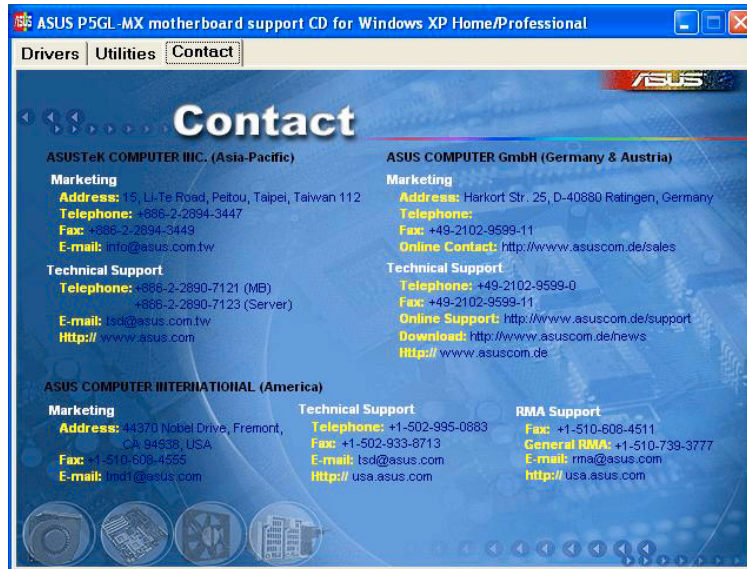 ASUS P5GL-MX motherboard support CD for Windows XP Home/Professional
Drivers Utilities Contact
ASUS
Contact
ASUSTeK COMPUTER INC. (Asia-Pacific)
Marketing
Address: 15, Li-Te Road, Peitou, Taipei, Taiwan 112
Telephone: +886-2-2894-3447
Fax: +886-2-2894-3449
E-mail: info@asus.com.tw
Technical Support
Telephone: +886-2-2890-7121 (MB)
+886-2-2890-7123 (Server)
E-mail: tsd@asus.com.tw
Http:// www.asus.com
ASUS COMPUTER GmbH (Germany & Austria)
Marketing
Address: Harkort Str. 25, D-40880 Ratingen, Germany
Telephone:
Fax: +49-2102-9599-11
Online Contact: http://www.asuscom.de/sales
Technical Support
Telephone: +49-2102-9599-0
Fax: +49-2102-9599-11
Online Support: http://www.asuscom.de/support
Download: http://www.asuscom.de/news
Http:// www.asuscom.de
ASUS COMPUTER INTERNATIONAL (America)
Marketing
Address: 44370 Nobel Drive, Fremont,
CA 94538, USA
Fax: +1-510-608-4555
E-mail: tmd1@asus.com
Technical Support
Telephone: +1-502-995-0883
Fax: +1-502-933-8713
E-mail: tsd@asus.com
Http:// usa.asus.com
RMA Support
Fax: +1-510-608-4511
General RMA: +1-510-739-3777
E-mail: rma@asus.com
http:// usa.asus.com